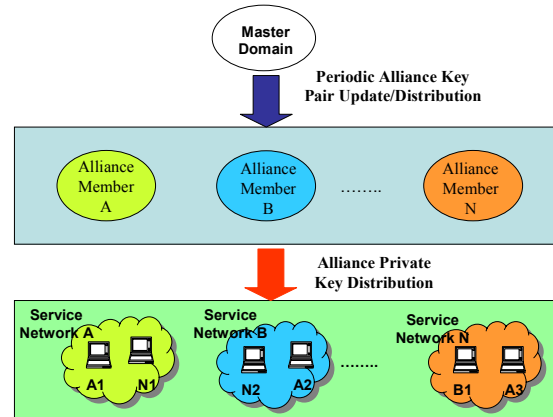 Master
Domain
Periodic Alliance Key
Pair Update/Distribution
Alliance
Member
A
Alliance
Member
B
........
Alliance
Member
N
Alliance Private
Key Distribution
Service
Network A
A1
N1
Service
Network B
N2
A2
........
Service
Network N
B1
A3